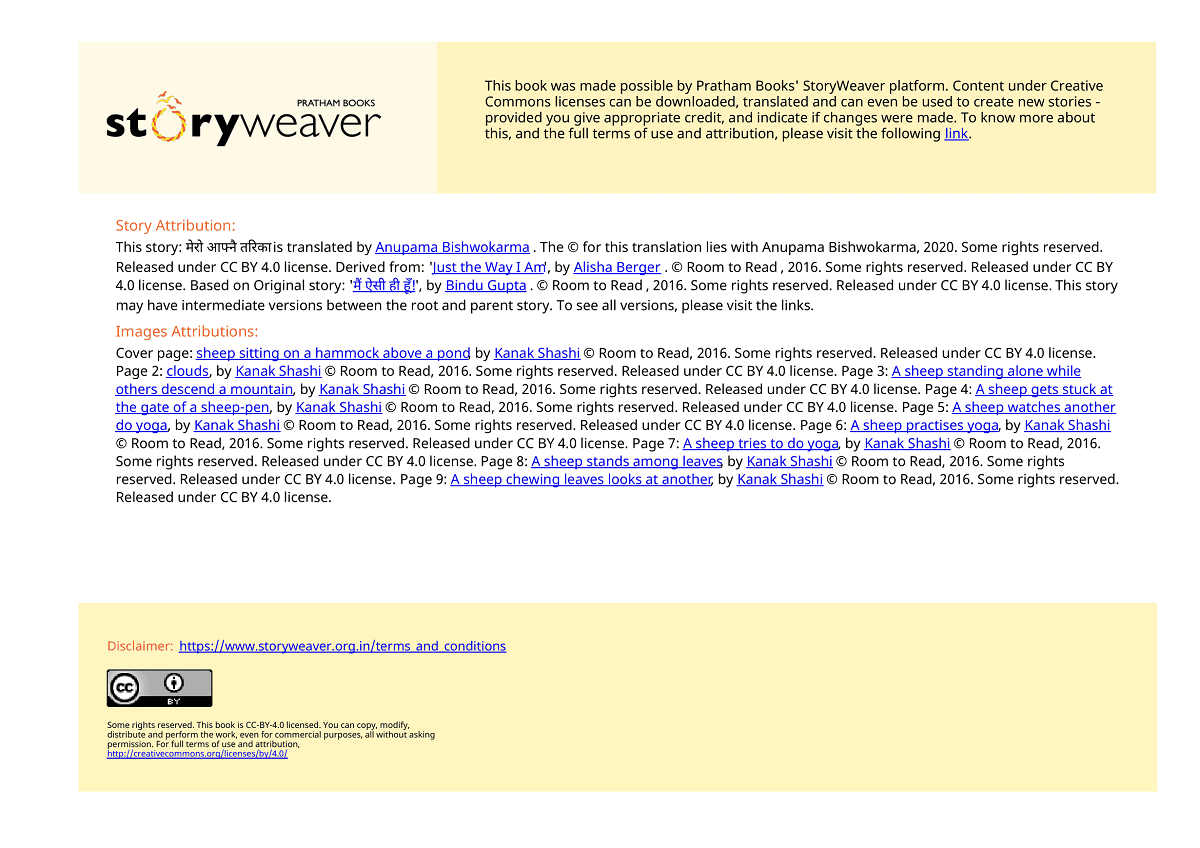 PRATHAM BOOKS
storyweaver
This book was made possible by Pratham Books' StoryWeaver platform. Content under Creative
Commons licenses can be downloaded, translated and can even be used to create new stories -
provided you give appropriate credit, and indicate if changes were made. To know more about
this, and the full terms of use and attribution, please visit the following link.
Story Attribution:
This story: मेरो आफ्नै तरिका is translated by Anupama Bishwokarma . The © for this translation lies with Anupama Bishwokarma, 2020. Some rights reserved.
Released under CC BY 4.0 license. Derived from: 'Just the Way I Am', by Alisha Berger . © Room to Read , 2016. Some rights reserved. Released under CC BY
4.0 license. Based on Original story: 'मैं ऐसी ही हूँ!', by Bindu Gupta . © Room to Read , 2016. Some rights reserved. Released under CC BY 4.0 license. This story
may have intermediate versions between the root and parent story. To see all versions, please visit the links.
Images Attributions:
Cover page: sheep sitting on a hammock above a pond, by Kanak Shashi © Room to Read, 2016. Some rights reserved. Released under CC BY 4.0 license.
Page 2: clouds, by Kanak Shashi © Room to Read, 2016. Some rights reserved. Released under CC BY 4.0 license. Page 3: A sheep standing alone while
others descend a mountain, by Kanak Shashi © Room to Read, 2016. Some rights reserved. Released under CC BY 4.0 license. Page 4: A sheep gets stuck at
the gate of a sheep-pen, by Kanak Shashi © Room to Read, 2016. Some rights reserved. Released under CC BY 4.0 license. Page 5: A sheep watches another
do yoga, by Kanak Shashi © Room to Read, 2016. Some rights reserved. Released under CC BY 4.0 license. Page 6: A sheep practises yoga, by Kanak Shashi
© Room to Read, 2016. Some rights reserved. Released under CC BY 4.0 license. Page 7: A sheep tries to do yoga, by Kanak Shashi © Room to Read, 2016.
Some rights reserved. Released under CC BY 4.0 license. Page 8: A sheep stands among leaves, by Kanak Shashi © Room to Read, 2016. Some rights
reserved. Released under CC BY 4.0 license. Page 9: A sheep chewing leaves looks at another, by Kanak Shashi © Room to Read, 2016. Some rights reserved.
Released under CC BY 4.0 license.
Disclaimer: https://www.storyweaver.org.in/terms_and_conditions
cc BY
Some rights reserved. This book is CC-BY-4.0 licensed. You can copy, modify,
distribute and perform the work, even for commercial purposes, all without asking
permission. For full terms of use and attribution,
http://creativecommons.org/licenses/by/4.0/